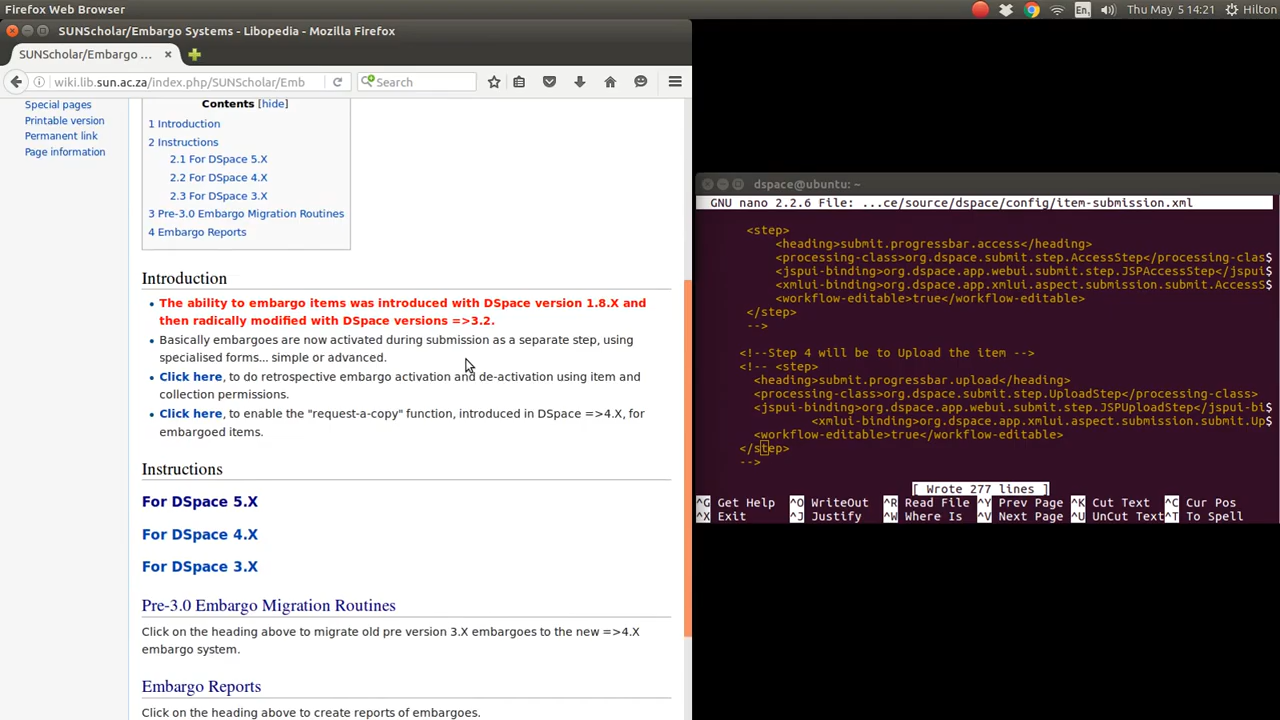 Firefox Web Browser
En
Thu May 5 14:21
Hilton
SUNScholar/Embargo Systems - Libopedia - Mozilla Firefox
SUNScholar/Embargo ...
wiki.lib.sun.ac.za/index.php/SUNScholar/Emb
Search
Special pages
Printable version
Permanent link
Page information
Contents [hide]
1 Introduction
2 Instructions
2.1 For DSpace 5.X
2.2 For DSpace 4.X
2.3 For DSpace 3.X
3 Pre-3.0 Embargo Migration Routines
4 Embargo Reports
Introduction
The ability to embargo items was introduced with DSpace version 1.8.X and
then radically modified with DSpace versions =>3.2.
Basically embargoes are now activated during submission as a separate step, using
specialised forms... simple or advanced.
Click here, to do retrospective embargo activation and de-activation using item and
collection permissions.
Click here, to enable the "request-a-copy" function, introduced in DSpace =>4.X, for
embargoed items.
Instructions
For DSpace 5.X
For DSpace 4.X
For DSpace 3.X
Pre-3.0 Embargo Migration Routines
Click on the heading above to migrate old pre version 3.X embargoes to the new =>4.X
embargo system.
Embargo Reports
Click on the heading above to create reports of embargoes.
dspace@ubuntu: ~
GNU nano 2.2.6 File: ...ce/source/dspace/config/item-submission.xml
<step>
<heading>submit.progressbar.access</heading>
<processing-class>org.dspace.submit.step.AccessStep</processing-clas$
<jspui-binding>org.dspace.app.webui.submit.step.JSPAccessStep</jspui$
<xmlui-binding>org.dspace.app.xmlui.aspect.submission.submit.AccessS$
<workflow-editable>true</workflow-editable>
</step>
-->
<!--Step 4 will be to Upload the item -->
<!-- <step>
<heading>submit.progressbar.upload</heading>
<processing-class>org.dspace.submit.step.UploadStep</processing-class>
<jspui-binding>org.dspace.app.webui.submit.step.JSPUploadStep</jspui-bi$
<xmlui-binding>org.dspace.app.xmlui.aspect.submission.submit.Up$
<workflow-editable>true</workflow-editable>
</step>
-->
[ Wrote 277 lines ]
^G Get Help ^O WriteOut ^R Read File ^Y Prev Page ^K Cut Text ^C Cur Pos
^X Exit ^J Justify ^W Where Is ^V Next Page ^U UnCut Text ^T To Spell